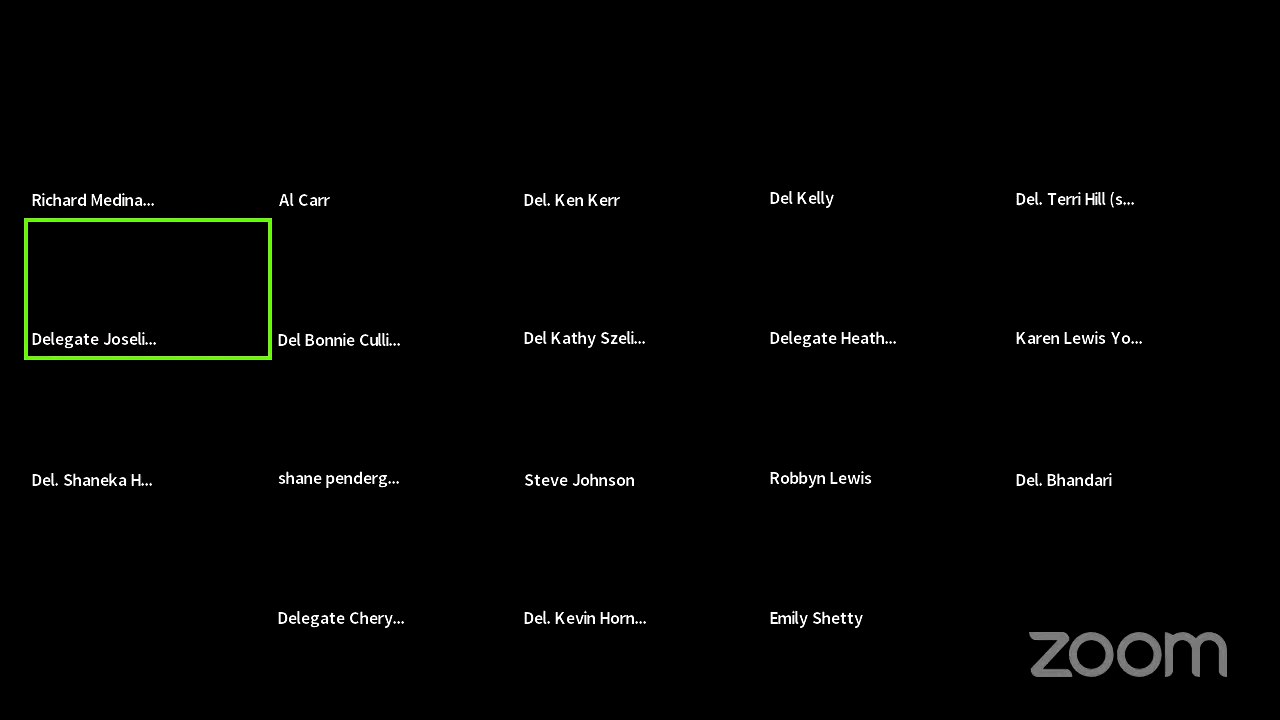 Richard Medina... Al Carr Del. Ken Kerr Del Kelly Del. Terri Hill (s...
Delegate Joseli... Del Bonnie Culli... Del Kathy Szeli... Delegate Heath... Karen Lewis Yo...
Del. Shaneka H... shane penderg... Steve Johnson Robbyn Lewis Del. Bhandari
Delegate Chery... Del. Kevin Horn... Emily Shetty
zoom